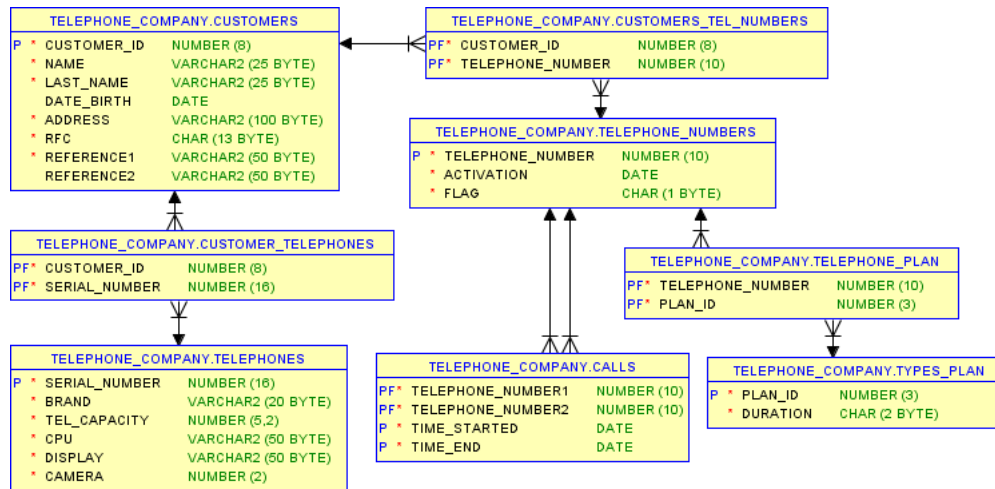 TELEPHONE_COMPANY.CUSTOMERS
P * CUSTOMER_ID NUMBER (8)
* NAME VARCHAR2 (25 BYTE)
* LAST_NAME VARCHAR2 (25 BYTE)
DATE_BIRTH DATE
* ADDRESS VARCHAR2 (100 BYTE)
* RFC CHAR (13 BYTE)
* REFERENCE1 VARCHAR2 (50 BYTE)
REFERENCE2 VARCHAR2 (50 BYTE)
TELEPHONE_COMPANY.CUSTOMERS_TEL_NUMBERS
PF* CUSTOMER_ID NUMBER (8)
PF* TELEPHONE_NUMBER NUMBER (10)
TELEPHONE_COMPANY.TELEPHONE_NUMBERS
P * TELEPHONE_NUMBER NUMBER (10)
* ACTIVATION DATE
* FLAG CHAR (1 BYTE)
TELEPHONE_COMPANY.CUSTOMER_TELEPHONES
PF* CUSTOMER_ID NUMBER (8)
PF* SERIAL_NUMBER NUMBER (16)
TELEPHONE_COMPANY.TELEPHONE_PLAN
PF* TELEPHONE_NUMBER NUMBER (10)
PF* PLAN_ID NUMBER (3)
TELEPHONE_COMPANY.TELEPHONES
P * SERIAL_NUMBER NUMBER (16)
* BRAND VARCHAR2 (20 BYTE)
* TEL_CAPACITY NUMBER (5,2)
* CPU VARCHAR2 (50 BYTE)
* DISPLAY VARCHAR2 (50 BYTE)
* CAMERA NUMBER (2)
TELEPHONE_COMPANY.CALLS
PF* TELEPHONE_NUMBER1 NUMBER (10)
PF* TELEPHONE_NUMBER2 NUMBER (10)
P * TIME_STARTED DATE
P * TIME_END DATE
TELEPHONE_COMPANY.TYPES_PLAN
P * PLAN_ID NUMBER (3)
* DURATION CHAR (2 BYTE)